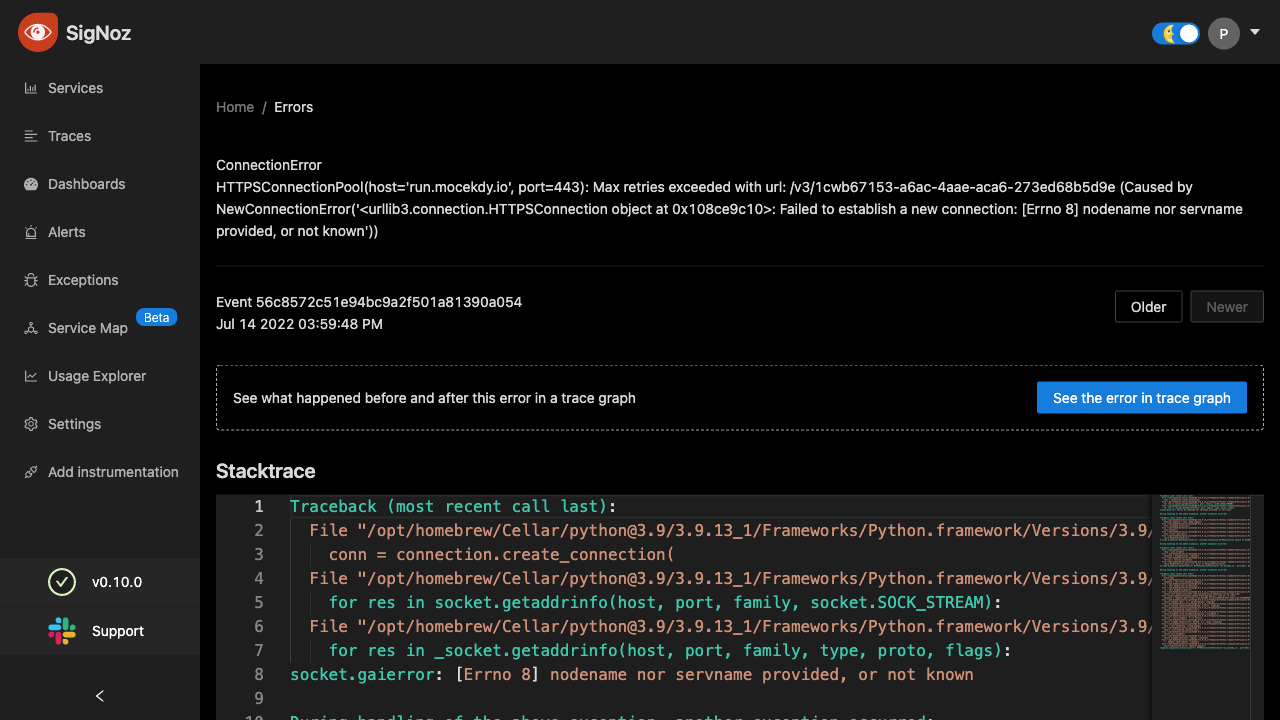 SigNoz
P
Services
Traces
Dashboards
Alerts
Exceptions
Service Map
Beta
Usage Explorer
Settings
Add instrumentation
v0.10.0
Support
Home / Errors
ConnectionError
HTTPSConnectionPool(host='run.mocekdy.io', port=443): Max retries exceeded with url: /v3/1cwb67153-a6ac-4aae-aca6-273ed68b5d9e (Caused by
NewConnectionError('<urllib3.connection.HTTPSConnection object at 0x108ce9c10>: Failed to establish a new connection: [Errno 8] nodename nor servname
provided, or not known'))
Event 56c8572c51e94bc9a2f501a81390a054
Jul 14 2022 03:59:48 PM
Older
Newer
See what happened before and after this error in a trace graph
See the error in trace graph
Stacktrace
1 Traceback (most recent call last):
2 File "/opt/homebrew/Cellar/python@3.9/3.9.13_1/Frameworks/Python.framework/Versions/3.9/
3 conn = connection.create_connection(
4 File "/opt/homebrew/Cellar/python@3.9/3.9.13_1/Frameworks/Python.framework/Versions/3.9/
5 for res in socket.getaddrinfo(host, port, family, socket.SOCK_STREAM):
6 File "/opt/homebrew/Cellar/python@3.9/3.9.13_1/Frameworks/Python.framework/Versions/3.9/
7 for res in _socket.getaddrinfo(host, port, family, type, proto, flags):
8 socket.gaierror: [Errno 8] nodename nor servname provided, or not known
9
10 During handling of the above exception, another exception occurred: